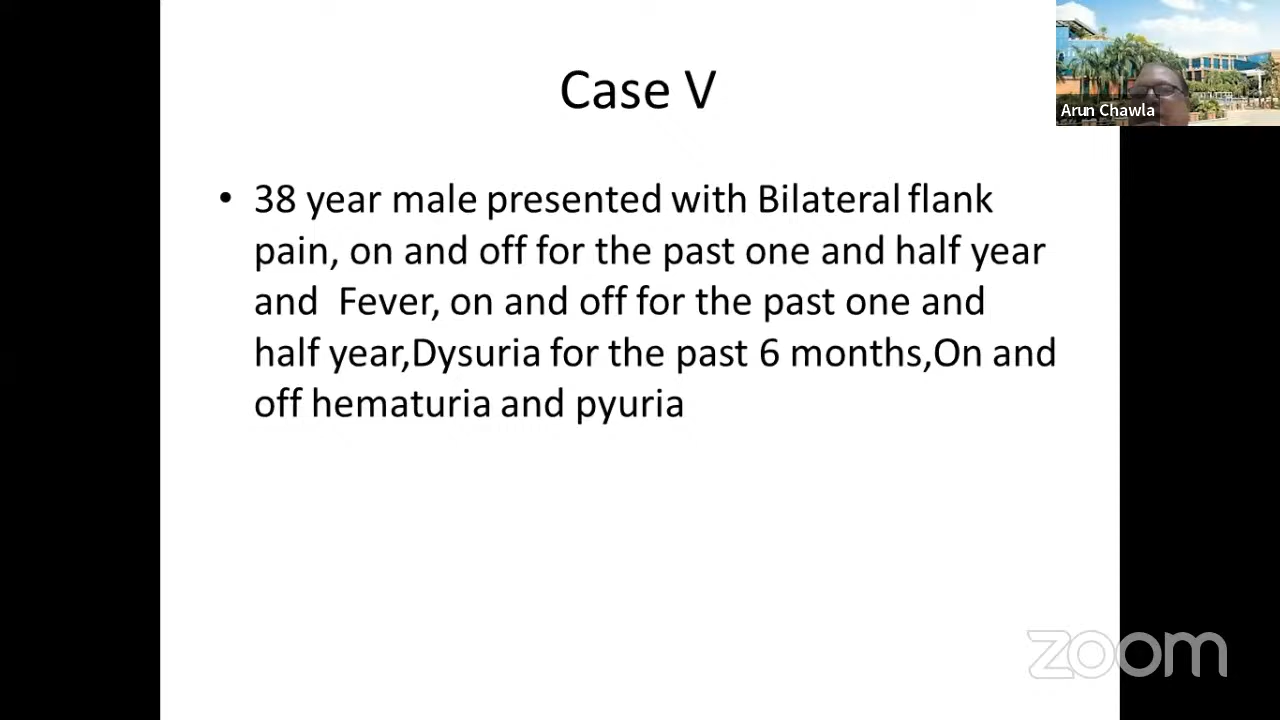 Case V
Arun Chawla
• 38 year male presented with Bilateral flank
pain, on and off for the past one and half year
and  Fever, on and off for the past one and
half year,Dysuria for the past 6 months,On and
off hematuria and pyuria
zoom